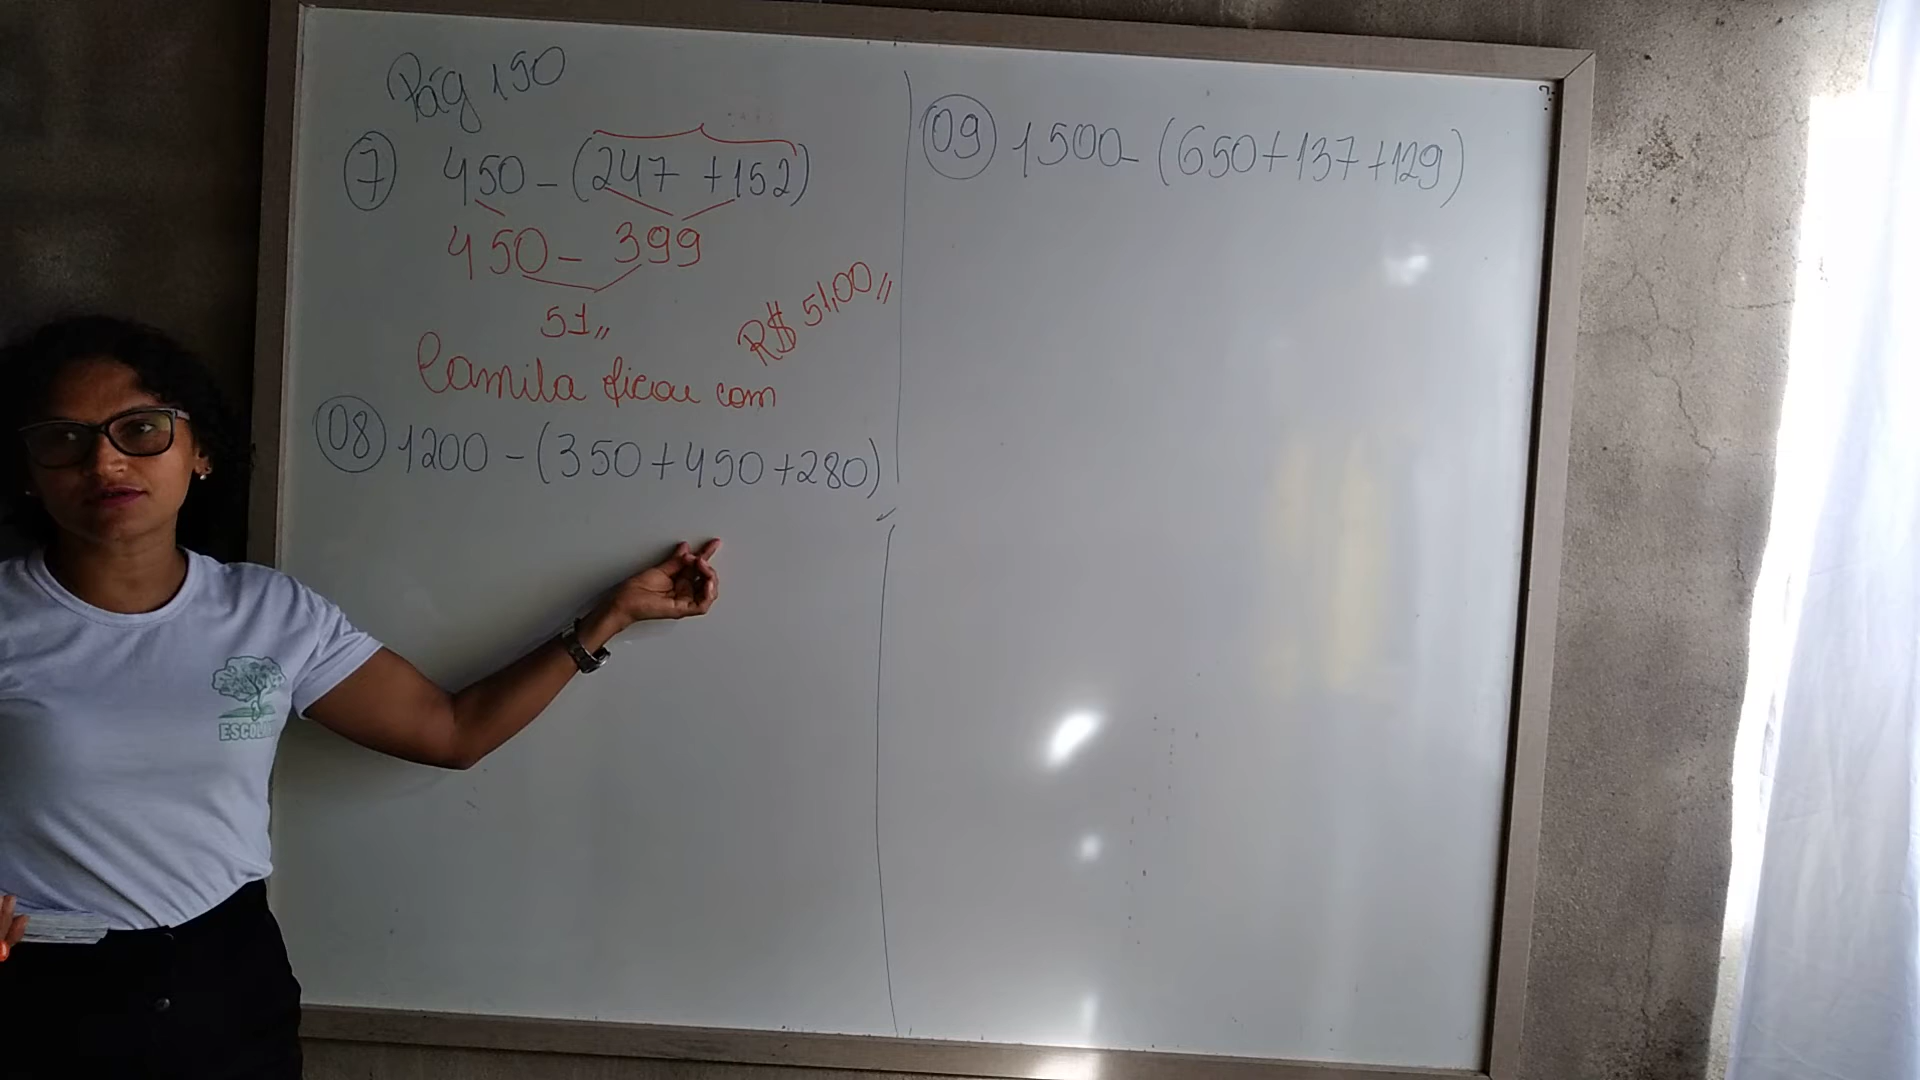 Pág 150
7 450 - (247 + 152)
450 - 399
51,,
Camila ficou com R$ 51,00,,
08 1200 - (350 + 450 + 280)
09 1500 - (650 + 137 + 129)